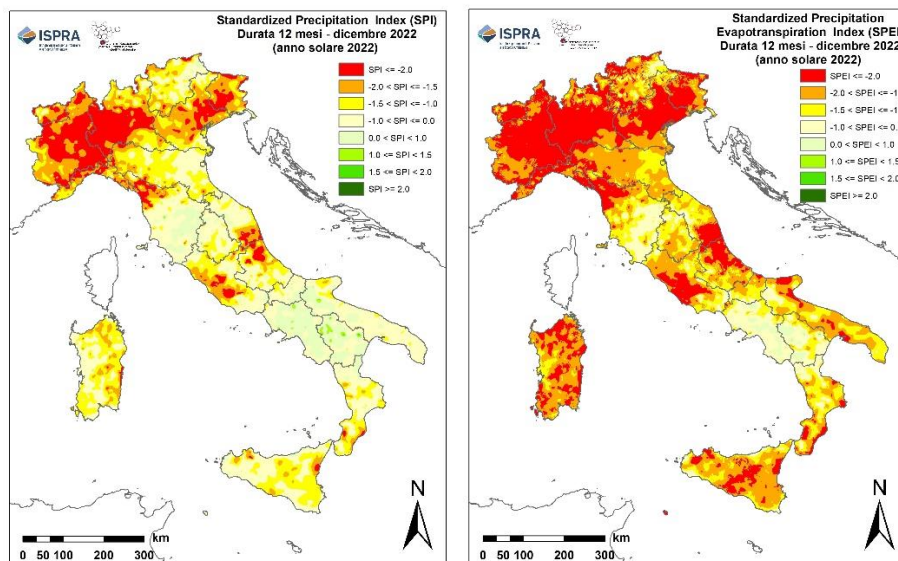 ISPRA
Standardized Precipitation Index (SPI)
Durata 12 mesi - dicembre 2022
(anno solare 2022)
SPI <= -2.0
-2.0 < SPI <= -1.5
-1.5 < SPI <= -1.0
-1.0 < SPI <= 0.0
0.0 < SPI < 1.0
1.0 <= SPI < 1.5
1.5 <= SPI < 2.0
SPI >= 2.0
N
km
0 50 100 200 300
ISPRA
Standardized Precipitation
Evapotranspiration Index (SPEI)
Durata 12 mesi - dicembre 2022
(anno solare 2022)
SPEI <= -2.0
-2.0 < SPEI <= -1.
-1.5 < SPEI <= -1.
-1.0 < SPEI <= 0.
0.0 < SPEI < 1.0
1.0 <= SPEI < 1.5
1.5 <= SPEI < 2.0
SPEI >= 2.0
N
km
0 50 100 200 300